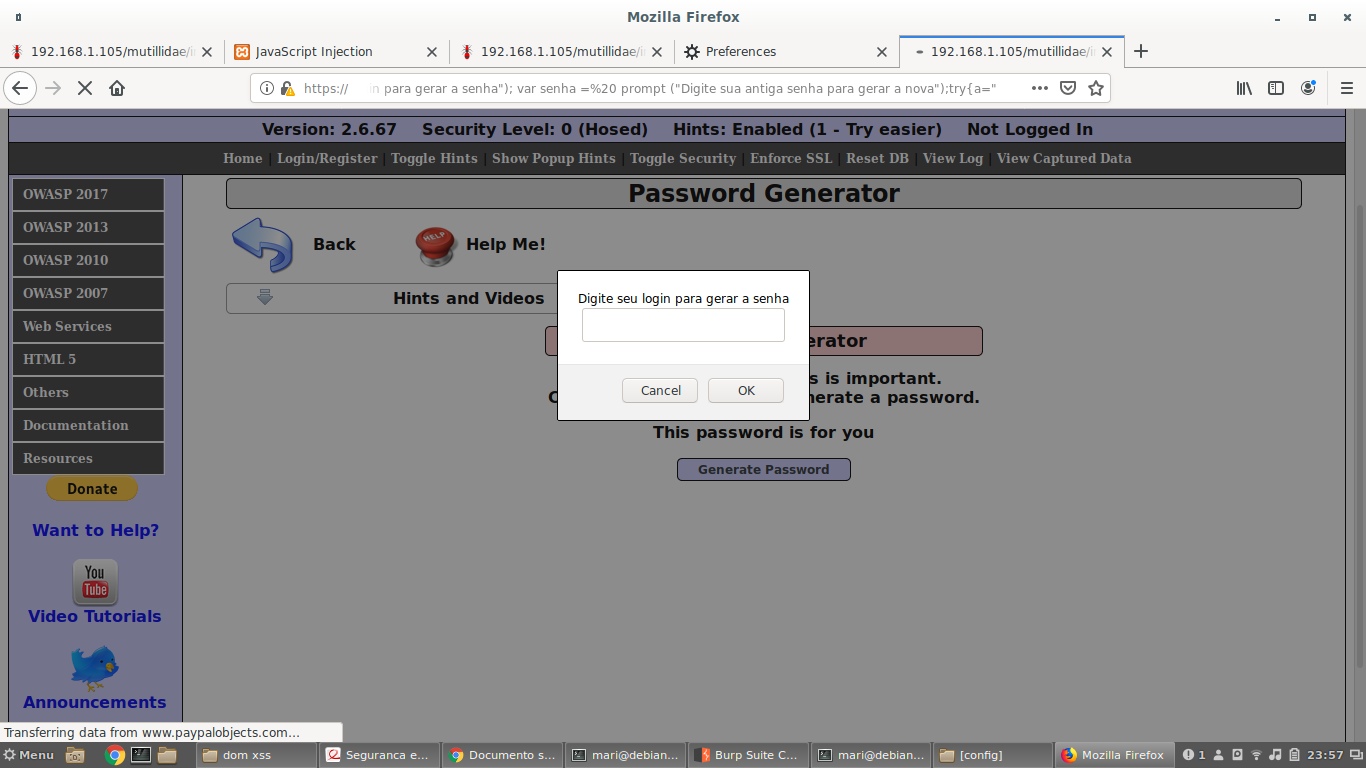 Mozilla Firefox
192.168.1.105/mutillidae/i
JavaScript Injection
192.168.1.105/mutillidae/i
Preferences
192.168.1.105/mutillidae/i
https:// in para gerar a senha"); var senha =%20 prompt ("Digite sua antiga senha para gerar a nova");try{a="
Version: 2.6.67 Security Level: 0 (Hosed) Hints: Enabled (1 - Try easier) Not Logged In
Home | Login/Register | Toggle Hints | Show Popup Hints | Toggle Security | Enforce SSL | Reset DB | View Log | View Captured Data
OWASP 2017
OWASP 2013
OWASP 2010
OWASP 2007
Web Services
HTML 5
Others
Documentation
Resources
Donate
Want to Help?
You
Tube
Video Tutorials
Announcements
Password Generator
Back
HELP
Help Me!
Hints and Videos
erator
s is important.
nerate a password.
This password is for you
Generate Password
Digite seu login para gerar a senha
Cancel
OK
Transferring data from www.paypalobjects.com…
Menu
dom xss
Seguranca e...
Documento s...
mari@debian...
Burp Suite C...
mari@debian...
[config]
Mozilla Firefox
1
23:57